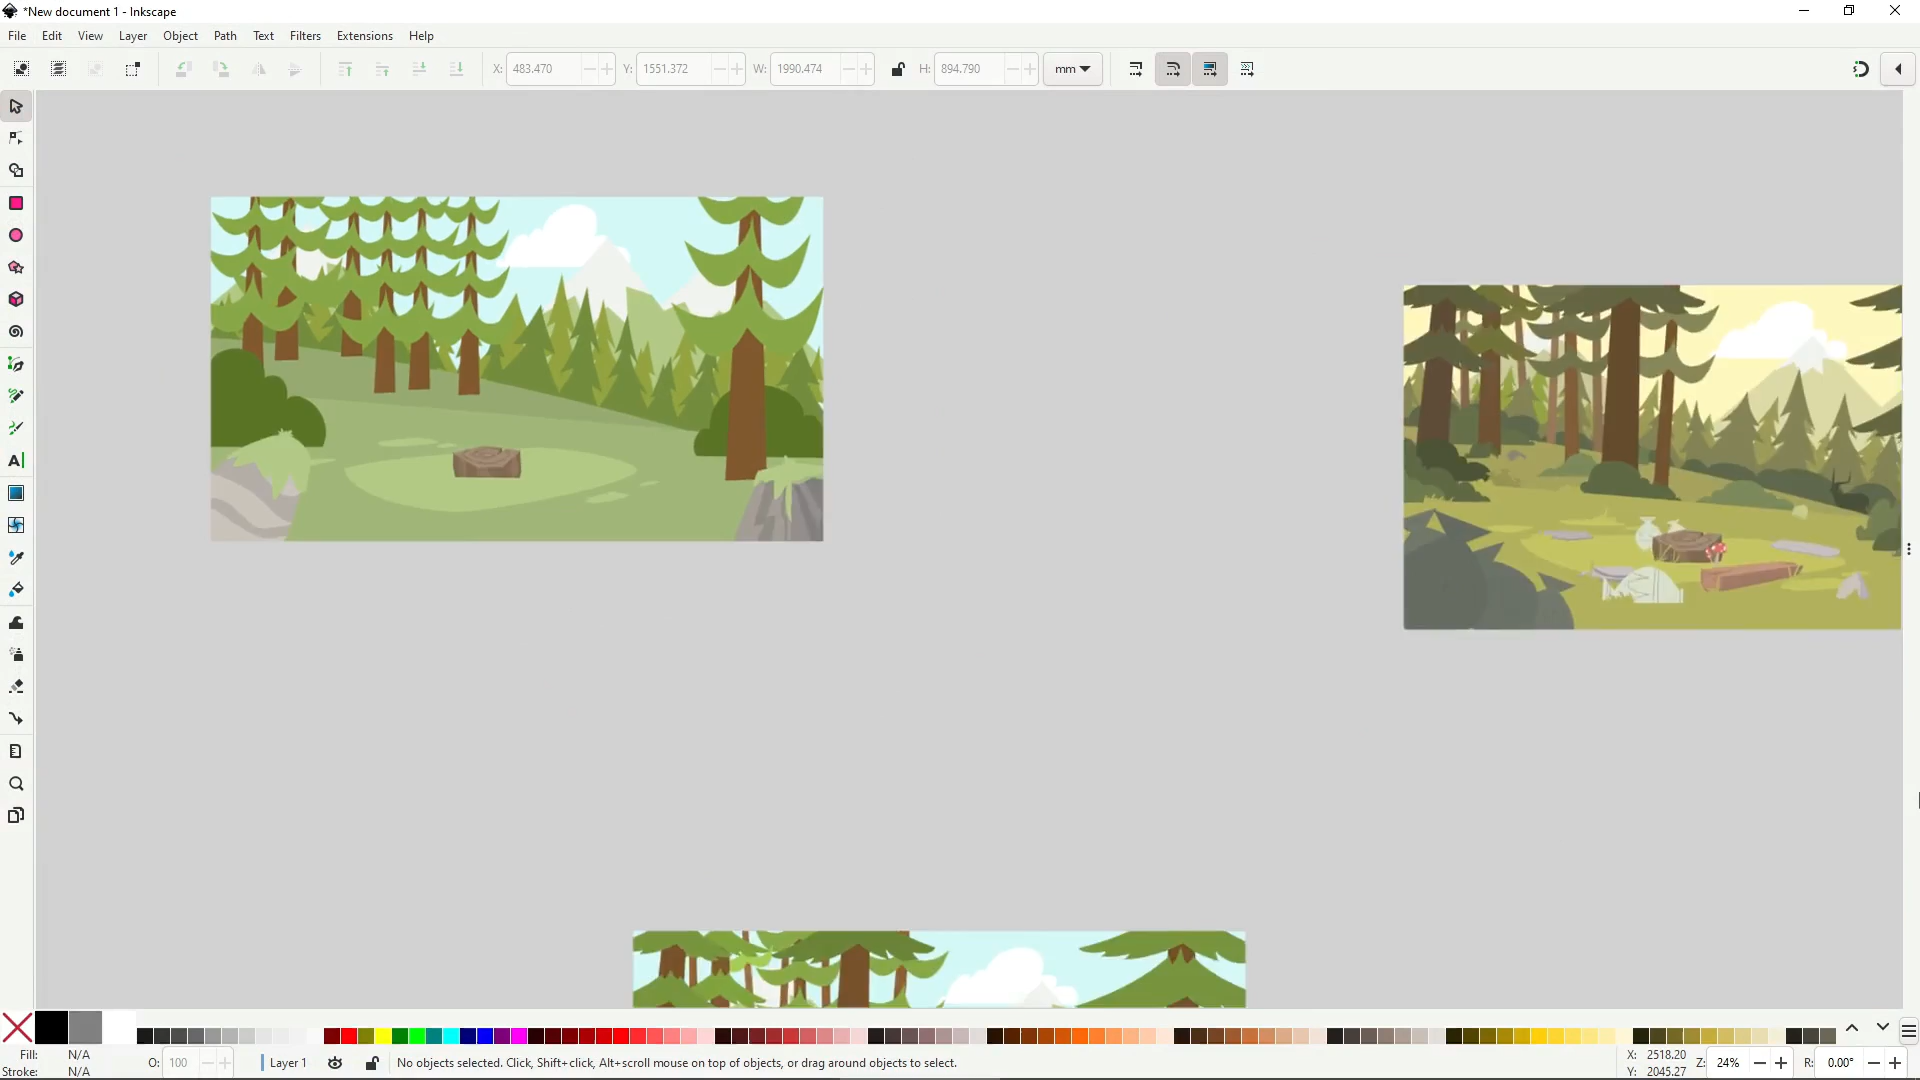 *New document 1 - Inkscape
File Edit View Layer Object Path Text Filters Extensions Help
X: 483.470 Y: 1551.372 W: 1990.474 H: 894.790 mm
A
Fill: N/A O: 100 Layer 1 No objects selected. Click, Shift+click, Alt+scroll mouse on top of objects, or drag around objects to select. X: 2518.20 Z: 24% R: 0.00°
Stroke: N/A Y: 2045.27